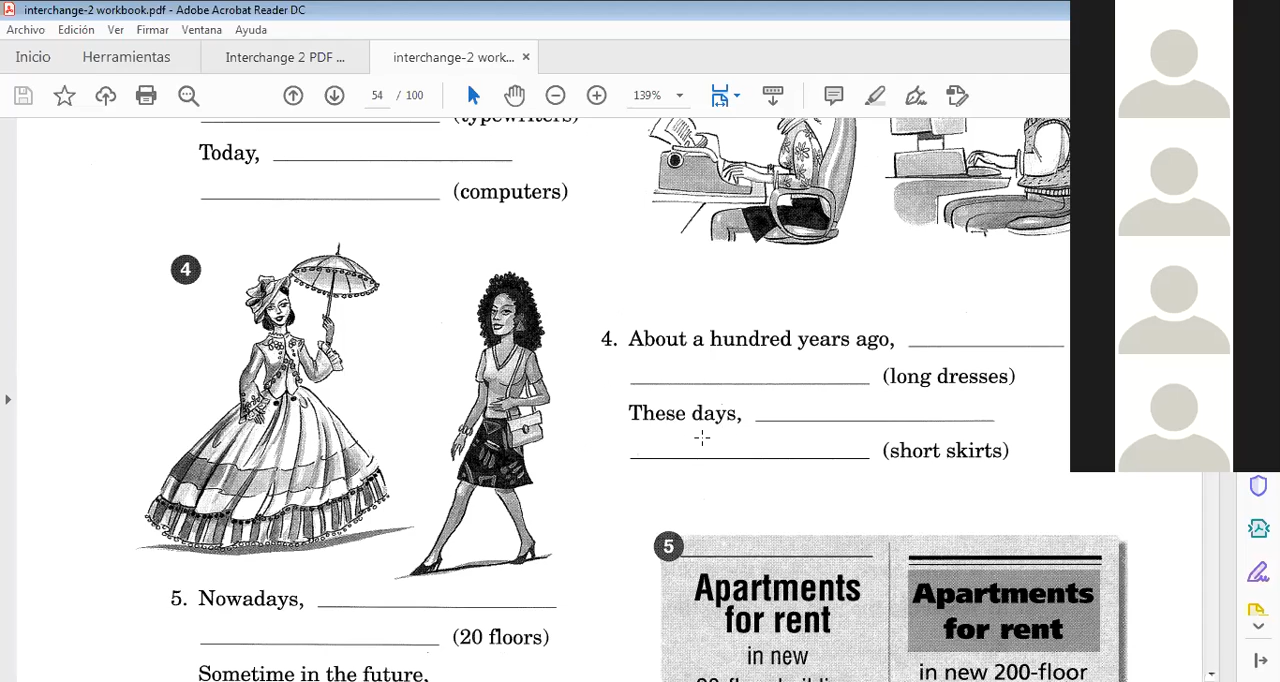 interchange-2 workbook.pdf - Adobe Acrobat Reader DC
Archivo Edición Ver Firmar Ventana Ayuda
Inicio Herramientas Interchange 2 PDF ... interchange-2 work... ×
54 / 100 139%
(typewriters)
Today,
(computers)
4
4. About a hundred years ago,
(long dresses)
These days,
(short skirts)
5. Nowadays,
(20 floors)
Sometime in the future,
5
Apartments
for rent
in new
Apartments
for rent
in new 200-floor